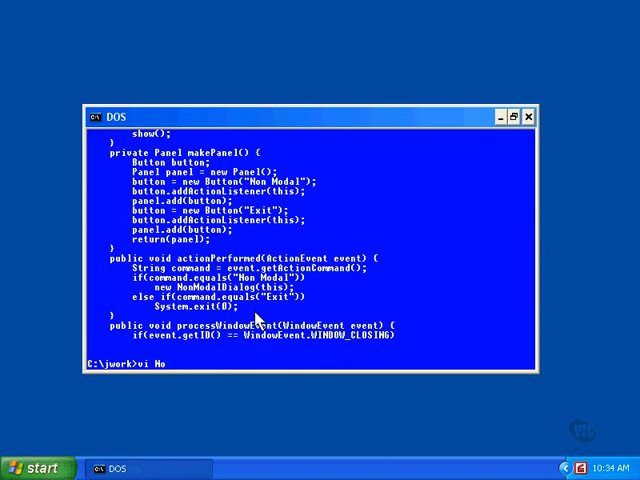 DOS
show();
}
private Panel makePanel() {
Button button;
Panel panel = new Panel();
button = new Button("Non Modal");
button.addActionListener(this);
panel.add(button);
button = new Button("Exit");
button.addActionListener(this);
panel.add(button);
return(panel);
}
public void actionPerformed(ActionEvent event) {
String command = event.getActionCommand();
if(command.equals("Non Modal"))
new NonModalDialog(this);
else if(command.equals("Exit"))
System.exit(0);
}
public void processWindowEvent(WindowEvent event) {
if(event.getID() == WindowEvent.WINDOW_CLOSING)
C:\jwork>vi No
start
DOS
10:34 AM